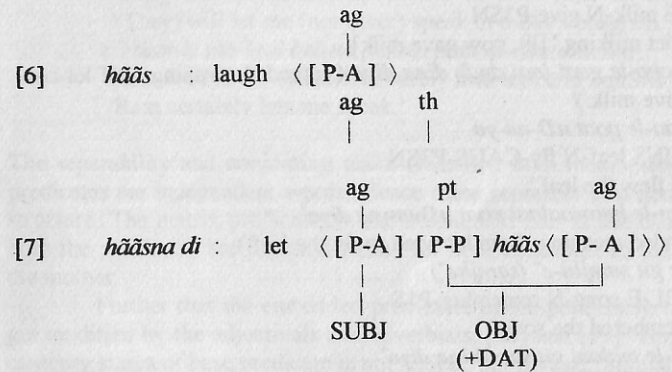 ag
[6] hããs : laugh ⟨ [ P-A ] ⟩
ag th
ag pt ag
[7] hããsna di : let ⟨ [ P-A ] [ P-P ] hããs ⟨ [ P- A ] ⟩⟩
SUBJ OBJ
(+DAT)